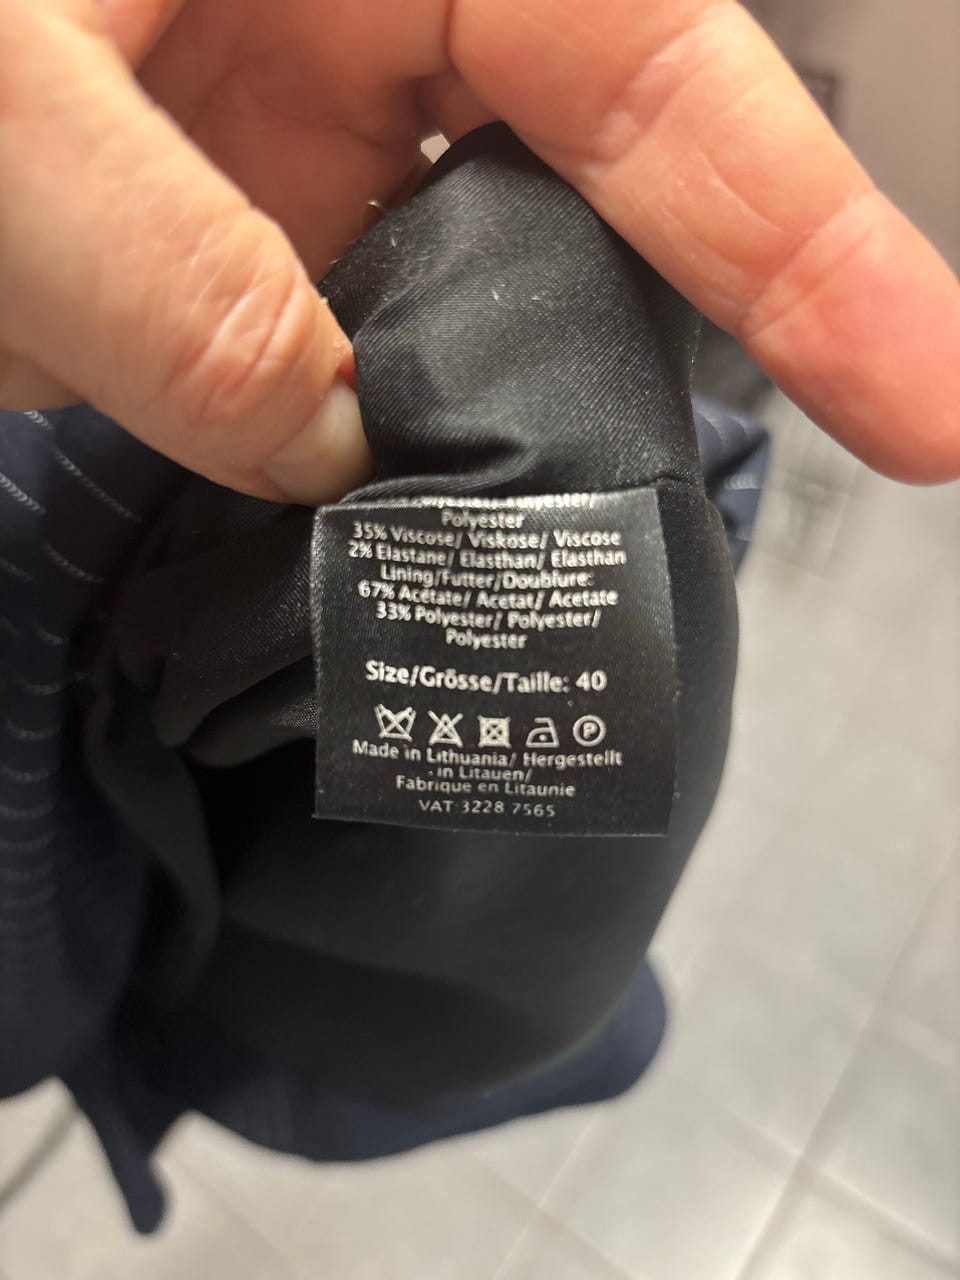 Polyester/
Polyester
35% Viscose/ Viskose/ Viscose
2% Elastane/ Elasthan/ Elasthan
Lining/Futter/Doublure:
67% Acetate/ Acetat/ Acetate
33% Polyester/ Polyester/
Polyester
Size/Grösse/Taille: 40
P
Made in Lithuania/ Hergestellt
in Litauen/
Fabrique en Litaunie
VAT 3228 7565